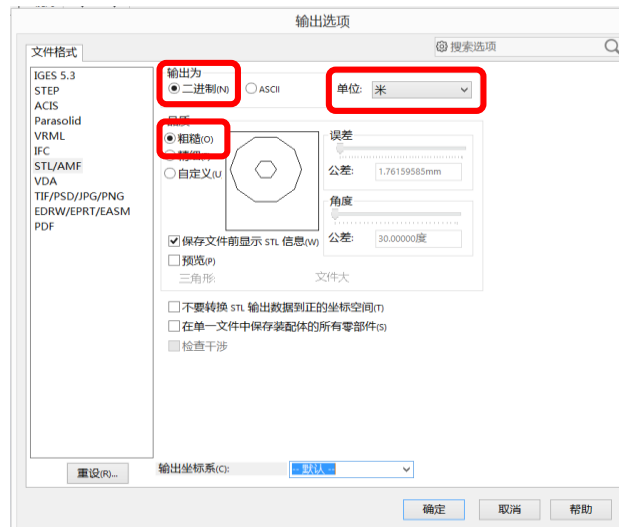 输出选项
文件格式
搜索选项
IGES 5.3
STEP
ACIS
Parasolid
VRML
IFC
STL/AMF
VDA
TIF/PSD/JPG/PNG
EDRW/EPRT/EASM
PDF
重设(R)...
输出为
二进制(N)
ASCII
单位:
米
品质
粗糙(O)
自定义(U
误差
公差:
1.76159585mm
角度
公差:
30.00000度
保存文件前显示 STL 信息(W)
预览(P)
三角形:
文件大
不要转换 STL 输出数据到正的坐标空间(T)
在单一文件中保存装配体的所有零部件(S)
检查干涉
输出坐标系(C):
-- 默认 --
确定
取消
帮助